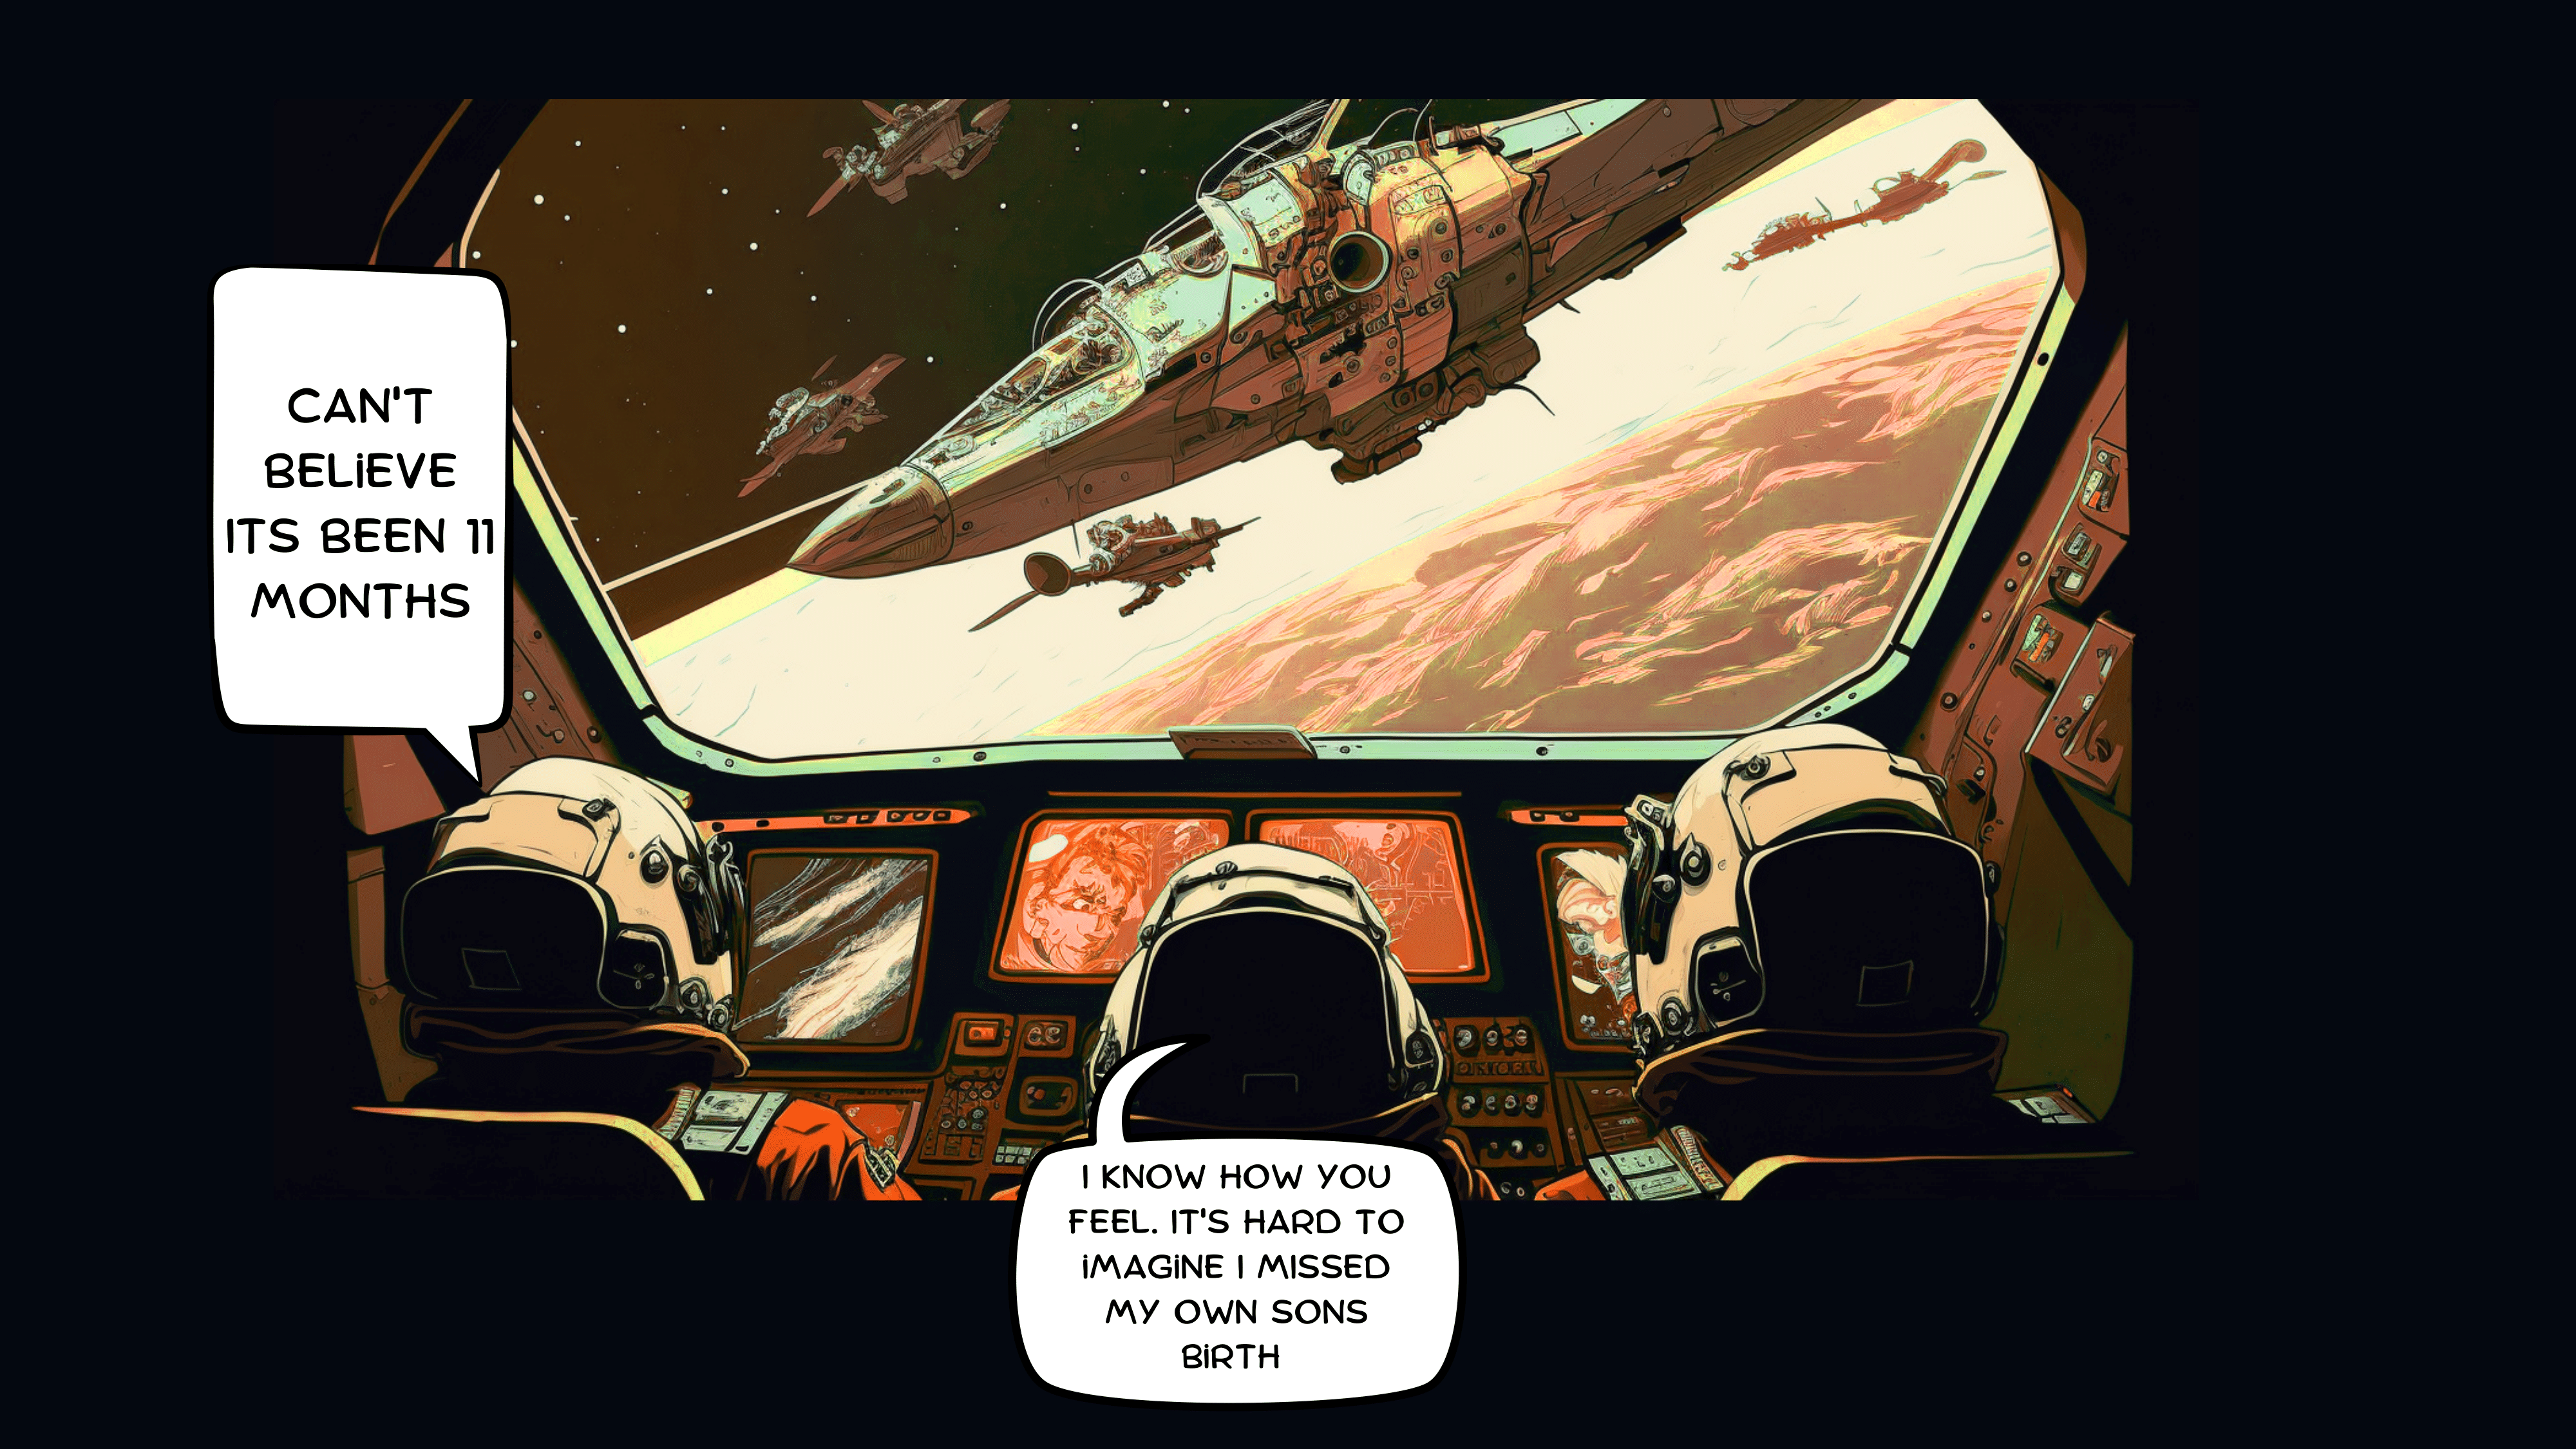 CAN'T
BELIEVE
ITS BEEN 11
MONTHS
I KNOW HOW YOU
FEEL. IT'S HARD TO
IMAGINE I MISSED
MY OWN SONS
BIRTH